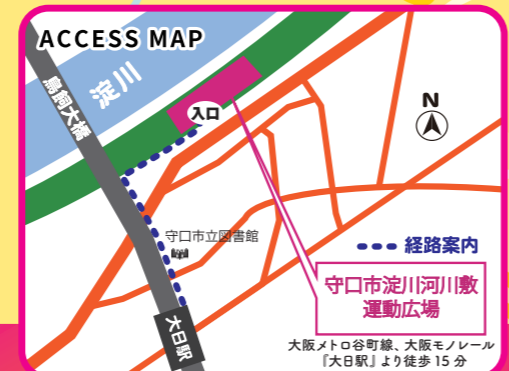 ACCESS MAP
淀川
鳥飼大橋
入口
N
守口市立図書館
経路案内
守口市淀川河川敷
運動広場
大日駅
大阪メトロ谷町線、大阪モノレール
『大日駅』より徒歩15分